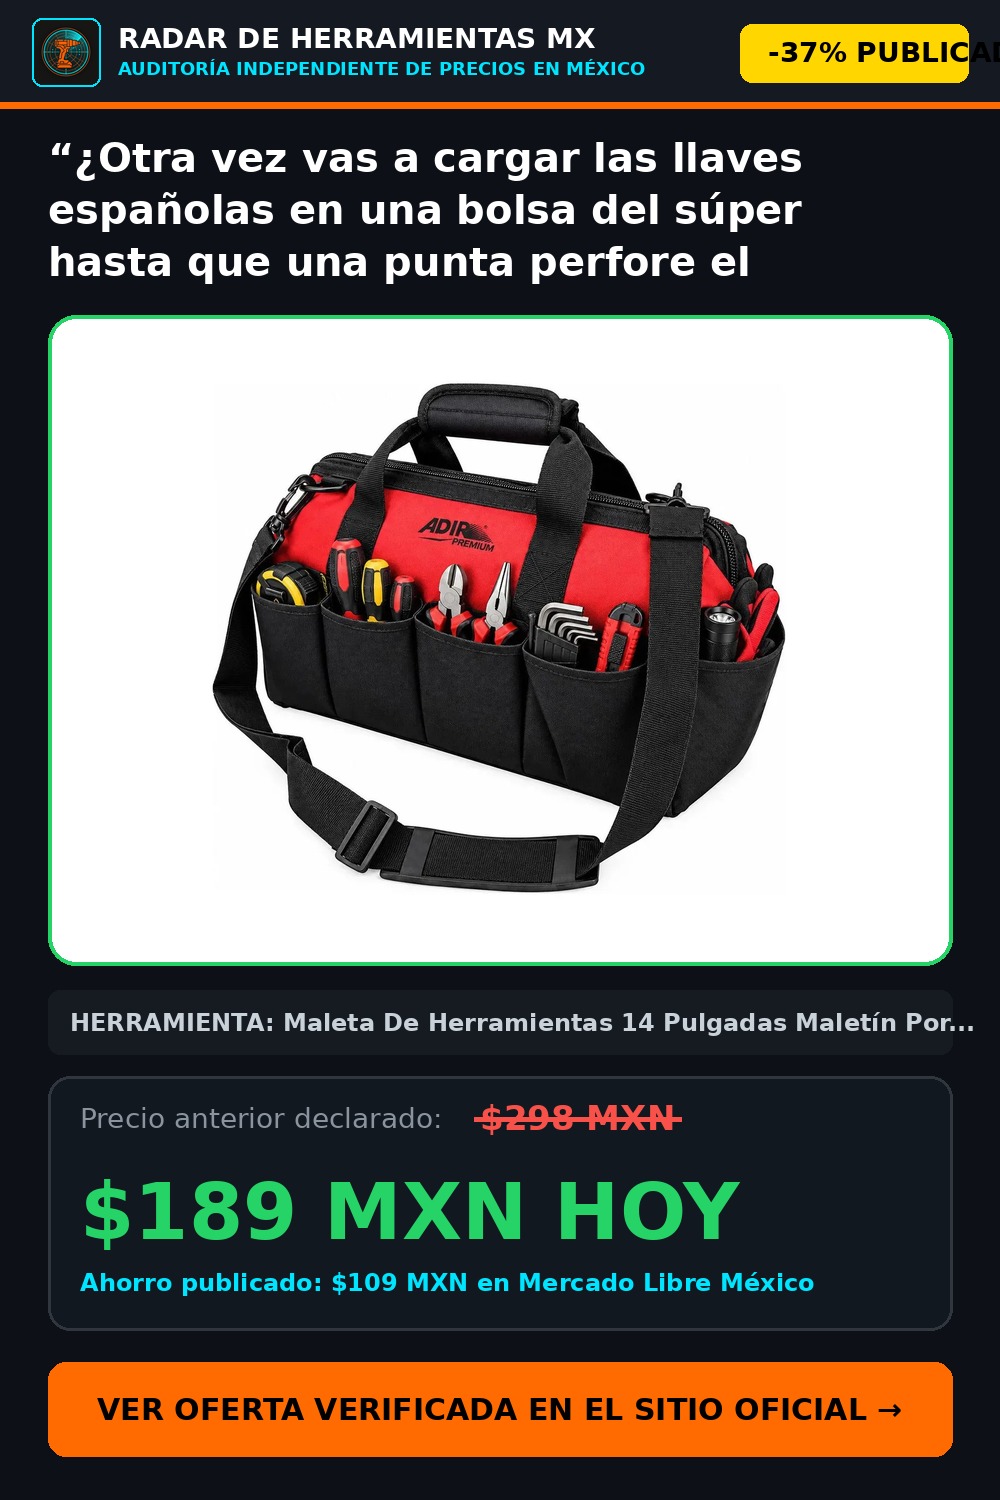 RADAR DE HERRAMIENTAS MX
AUDITORÍA INDEPENDIENTE DE PRECIOS EN MÉXICO
-37% PUBLICAD
“¿Otra vez vas a cargar las llaves
españolas en una bolsa del súper
hasta que una punta perfore el
ADIR
PREMIUM
HERRAMIENTA: Maleta De Herramientas 14 Pulgadas Maletín Por...
Precio anterior declarado: $298 MXN
$189 MXN HOY
Ahorro publicado: $109 MXN en Mercado Libre México
VER OFERTA VERIFICADA EN EL SITIO OFICIAL →